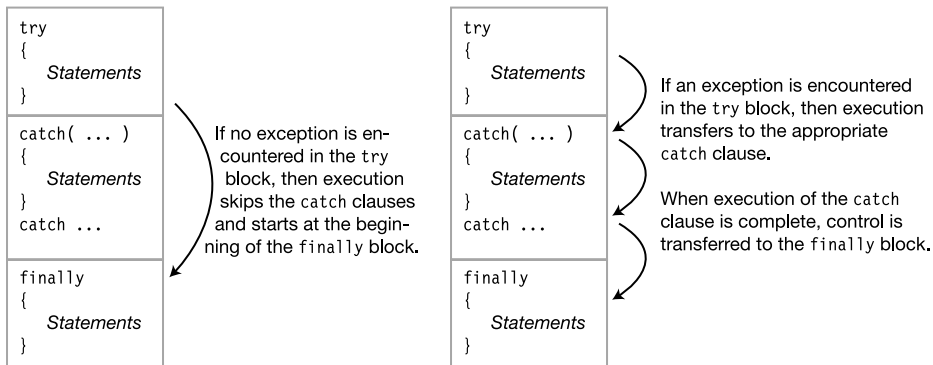 try
{
Statements
}
catch( ... )
{
Statements
}
catch ...
finally
{
Statements
}
If no exception is en-
countered in the try
block, then execution
skips the catch clauses
and starts at the begin-
ning of the finally block.
try
{
Statements
}
catch( ... )
{
Statements
}
catch ...
finally
{
Statements
}
If an exception is encountered
in the try block, then execution
transfers to the appropriate
catch clause.
When execution of the catch
clause is complete, control is
transferred to the finally block.